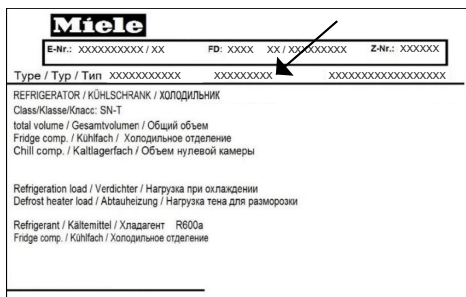 Miele
E-Nr.: XXXXXXXXXX / XX FD: XXXX XX / XXXXXXXXX Z-Nr.: XXXXXX
Type / Typ / Тип XXXXXXXXXXX XXXXXXXXX XXXXXXXXXXXXXXXXXX
REFRIGERATOR / KÜHLSCHRANK / ХОЛОДИЛЬНИК
Class/Klasse/Класс: SN-T
total volume / Gesamtvolumen / Общий объем
Fridge comp. / Kühlfach / Холодильное отделение
Chill comp. / Kaltlagerfach / Объем нулевой камеры
Refrigeration load / Verdichter / Нагрузка при охлаждении
Defrost heater load / Abtauheizung / Нагрузка тена для разморозки
Refrigerant / Kältemittel / Хладагент R600a
Fridge comp. / Kühlfach / Холодильное отделение